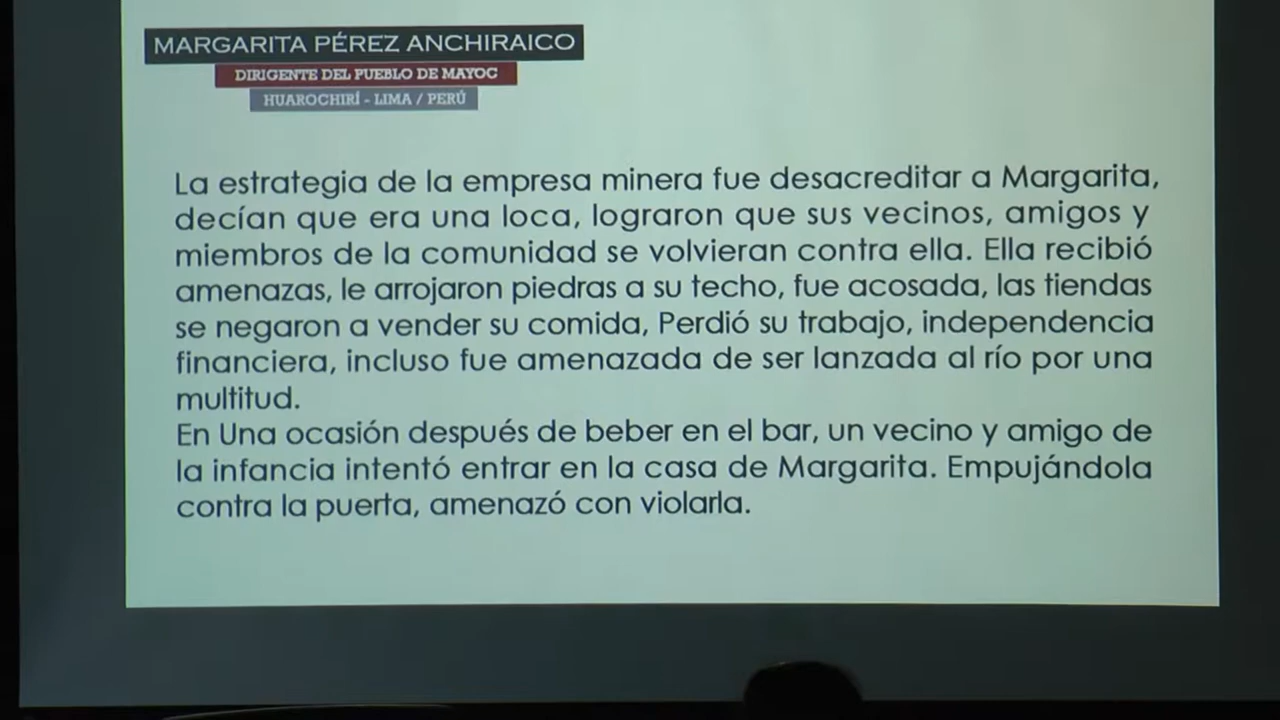 MARGARITA PÉREZ ANCHIRAICO
DIRIGENTE DEL PUEBLO DE MAYOC
HUAROCHIRÍ - LIMA / PERÚ
La estrategia de la empresa minera fue desacreditar a Margarita,
decían que era una loca, lograron que sus vecinos, amigos y
miembros de la comunidad se volvieran contra ella. Ella recibió
amenazas, le arrojaron piedras a su techo, fue acosada, las tiendas
se negaron a vender su comida, Perdió su trabajo, independencia
financiera, incluso fue amenazada de ser lanzada al río por una
multitud.
En Una ocasión después de beber en el bar, un vecino y amigo de
la infancia intentó entrar en la casa de Margarita. Empujándola
contra la puerta, amenazó con violarla.